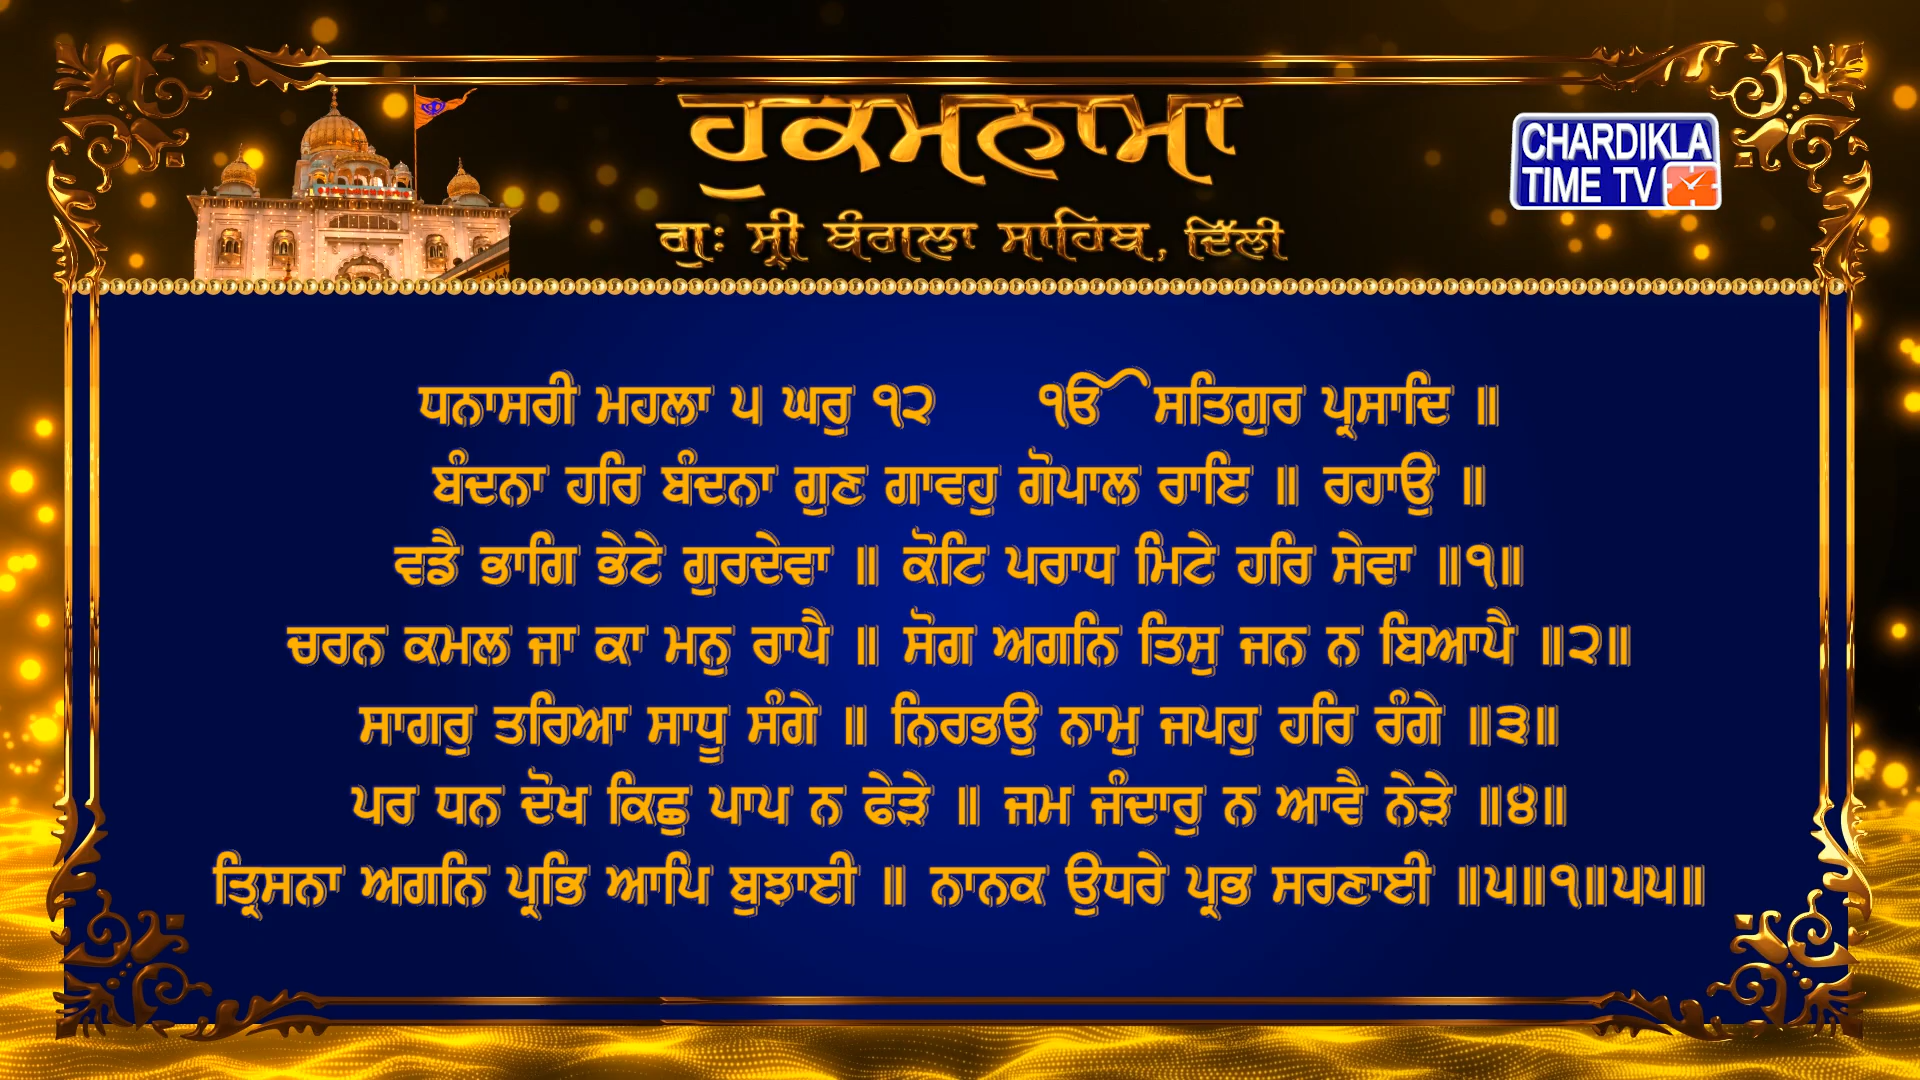 ਹੁਕਮਨਾਮਾ
ਗੁਃ ਸ੍ਰੀ ਬੰਗਲਾ ਸਾਹਿਬ, ਦਿੱਲੀ
CHARDIKLA
TIME TV
ਧਨਾਸਰੀ ਮਹਲਾ ੫ ਘਰੁ ੧੨ ੴ ਸਤਿਗੁਰ ਪ੍ਰਸਾਦਿ ॥
ਬੰਦਨਾ ਹਰਿ ਬੰਦਨਾ ਗੁਣ ਗਾਵਹੁ ਗੋਪਾਲ ਰਾਇ ॥ ਰਹਾਉ ॥
ਵਡੈ ਭਾਗਿ ਭੇਟੇ ਗੁਰਦੇਵਾ ॥ ਕੋਟਿ ਪਰਾਧ ਮਿਟੇ ਹਰਿ ਸੇਵਾ ॥੧॥
ਚਰਨ ਕਮਲ ਜਾ ਕਾ ਮਨੁ ਰਾਪੈ ॥ ਸੋਗ ਅਗਨਿ ਤਿਸੁ ਜਨ ਨ ਬਿਆਪੈ ॥੨॥
ਸਾਗਰੁ ਤਰਿਆ ਸਾਧੂ ਸੰਗੇ ॥ ਨਿਰਭਉ ਨਾਮੁ ਜਪਹੁ ਹਰਿ ਰੰਗੇ ॥੩॥
ਪਰ ਧਨ ਦੋਖ ਕਿਛੁ ਪਾਪ ਨ ਫੇੜੇ ॥ ਜਮ ਜੰਦਾਰੁ ਨ ਆਵੈ ਨੇੜੇ ॥੪॥
ਤ੍ਰਿਸਨਾ ਅਗਨਿ ਪ੍ਰਭਿ ਆਪਿ ਬੁਝਾਈ ॥ ਨਾਨਕ ਉਧਰੇ ਪ੍ਰਭ ਸਰਣਾਈ ॥੫॥੧॥੫੫॥